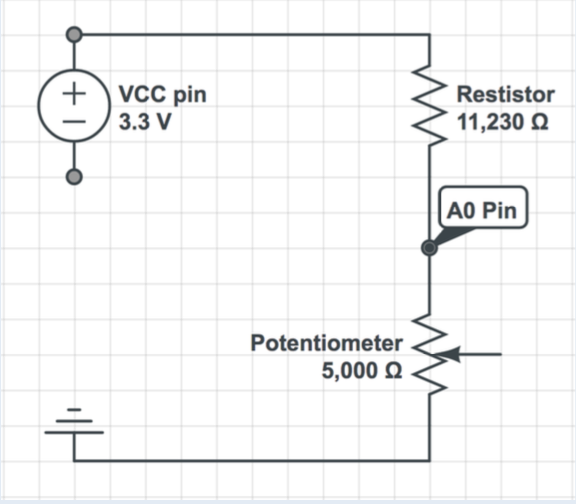 VCC pin
3.3 V
Restistor
11,230 Ω
A0 Pin
Potentiometer
5,000 Ω